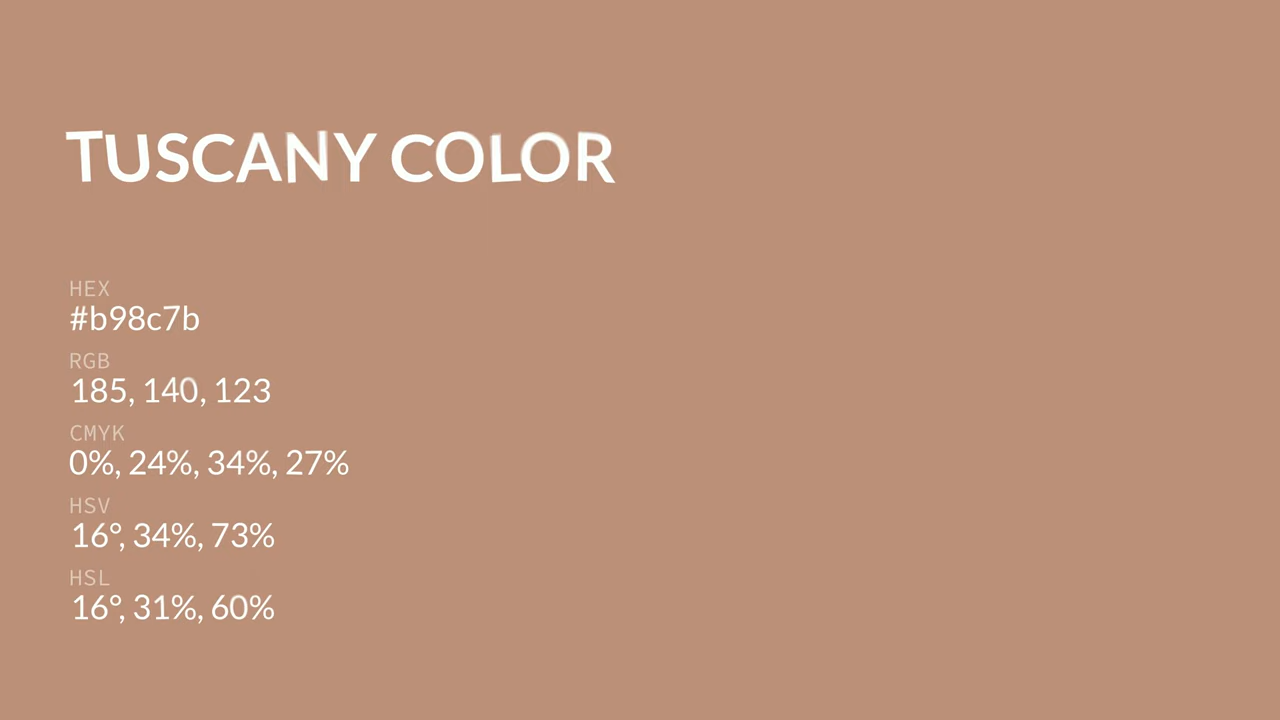 TUSCANY COLOR
HEX
#b98c7b
RGB
185, 140, 123
CMYK
0%, 24%, 34%, 27%
HSV
16°, 34%, 73%
HSL
16°, 31%, 60%